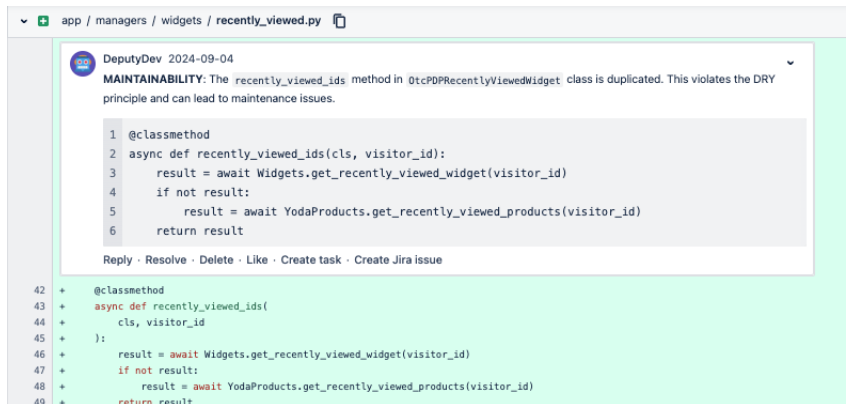 app / managers / widgets / recently_viewed.py
DeputyDev 2024-09-04
MAINTAINABILITY: The recently_viewed_ids method in OtcPDPRecentlyViewedWidget class is duplicated. This violates the DRY
principle and can lead to maintenance issues.
1 @classmethod
2 async def recently_viewed_ids(cls, visitor_id):
3     result = await Widgets.get_recently_viewed_widget(visitor_id)
4     if not result:
5         result = await YodaProducts.get_recently_viewed_products(visitor_id)
6     return result
Reply · Resolve · Delete · Like · Create task · Create Jira issue
42 + @classmethod
43 + async def recently_viewed_ids(
44 +     cls, visitor_id
45 + ):
46 +     result = await Widgets.get_recently_viewed_widget(visitor_id)
47 +     if not result:
48 +         result = await YodaProducts.get_recently_viewed_products(visitor_id)
49 +     return result